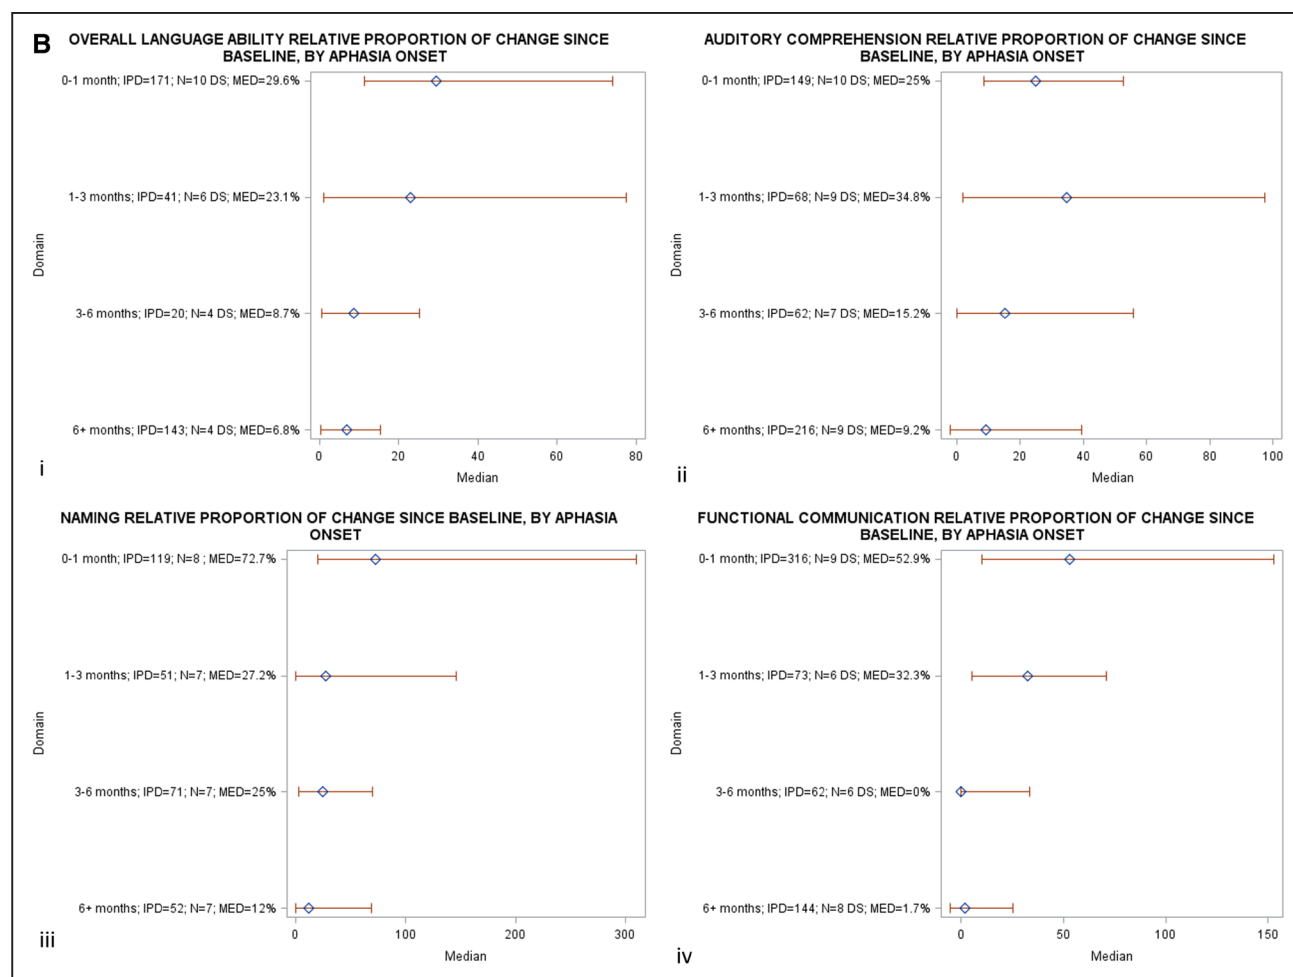 B
OVERALL LANGUAGE ABILITY RELATIVE PROPORTION OF CHANGE SINCE
BASELINE, BY APHASIA ONSET
0-1 month; IPD=171; N=10 DS; MED=29.6%
1-3 months; IPD=41; N=6 DS; MED=23.1%
Domain
3-6 months; IPD=20; N=4 DS; MED=8.7%
6+ months; IPD=143; N=4 DS; MED=6.8%
0 20 40 60 80
Median
i
AUDITORY COMPREHENSION RELATIVE PROPORTION OF CHANGE SINCE
BASELINE, BY APHASIA ONSET
0-1 month; IPD=149; N=10 DS; MED=25%
1-3 months; IPD=68; N=9 DS; MED=34.8%
Domain
3-6 months; IPD=62; N=7 DS; MED=15.2%
6+ months; IPD=216; N=9 DS; MED=9.2%
0 20 40 60 80 100
Median
ii
NAMING RELATIVE PROPORTION OF CHANGE SINCE BASELINE, BY APHASIA
ONSET
0-1 month; IPD=119; N=8 ; MED=72.7%
1-3 months; IPD=51; N=7; MED=27.2%
Domain
3-6 months; IPD=71; N=7; MED=25%
6+ months; IPD=52; N=7; MED=12%
0 100 200 300
Median
iii
FUNCTIONAL COMMUNICATION RELATIVE PROPORTION OF CHANGE SINCE
BASELINE, BY APHASIA ONSET
0-1 month; IPD=316; N=9 DS; MED=52.9%
1-3 months; IPD=73; N=6 DS; MED=32.3%
Domain
3-6 months; IPD=62; N=6 DS; MED=0%
6+ months; IPD=144; N=8 DS; MED=1.7%
0 50 100 150
Median
iv